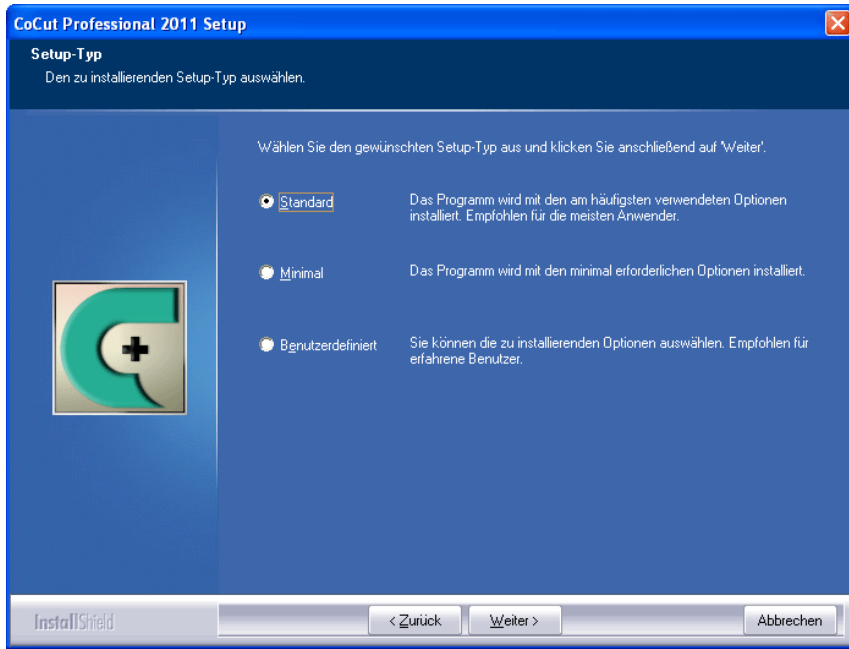 CoCut Professional 2011 Setup
Setup-Typ
Den zu installierenden Setup-Typ auswählen.
Wählen Sie den gewünschten Setup-Typ aus und klicken Sie anschließend auf 'Weiter'.
Standard
Das Programm wird mit den am häufigsten verwendeten Optionen
installiert. Empfohlen für die meisten Anwender.
Minimal
Das Programm wird mit den minimal erforderlichen Optionen installiert.
Benutzerdefiniert
Sie können die zu installierenden Optionen auswählen. Empfohlen für
erfahrene Benutzer.
InstallShield
< Zurück
Weiter >
Abbrechen